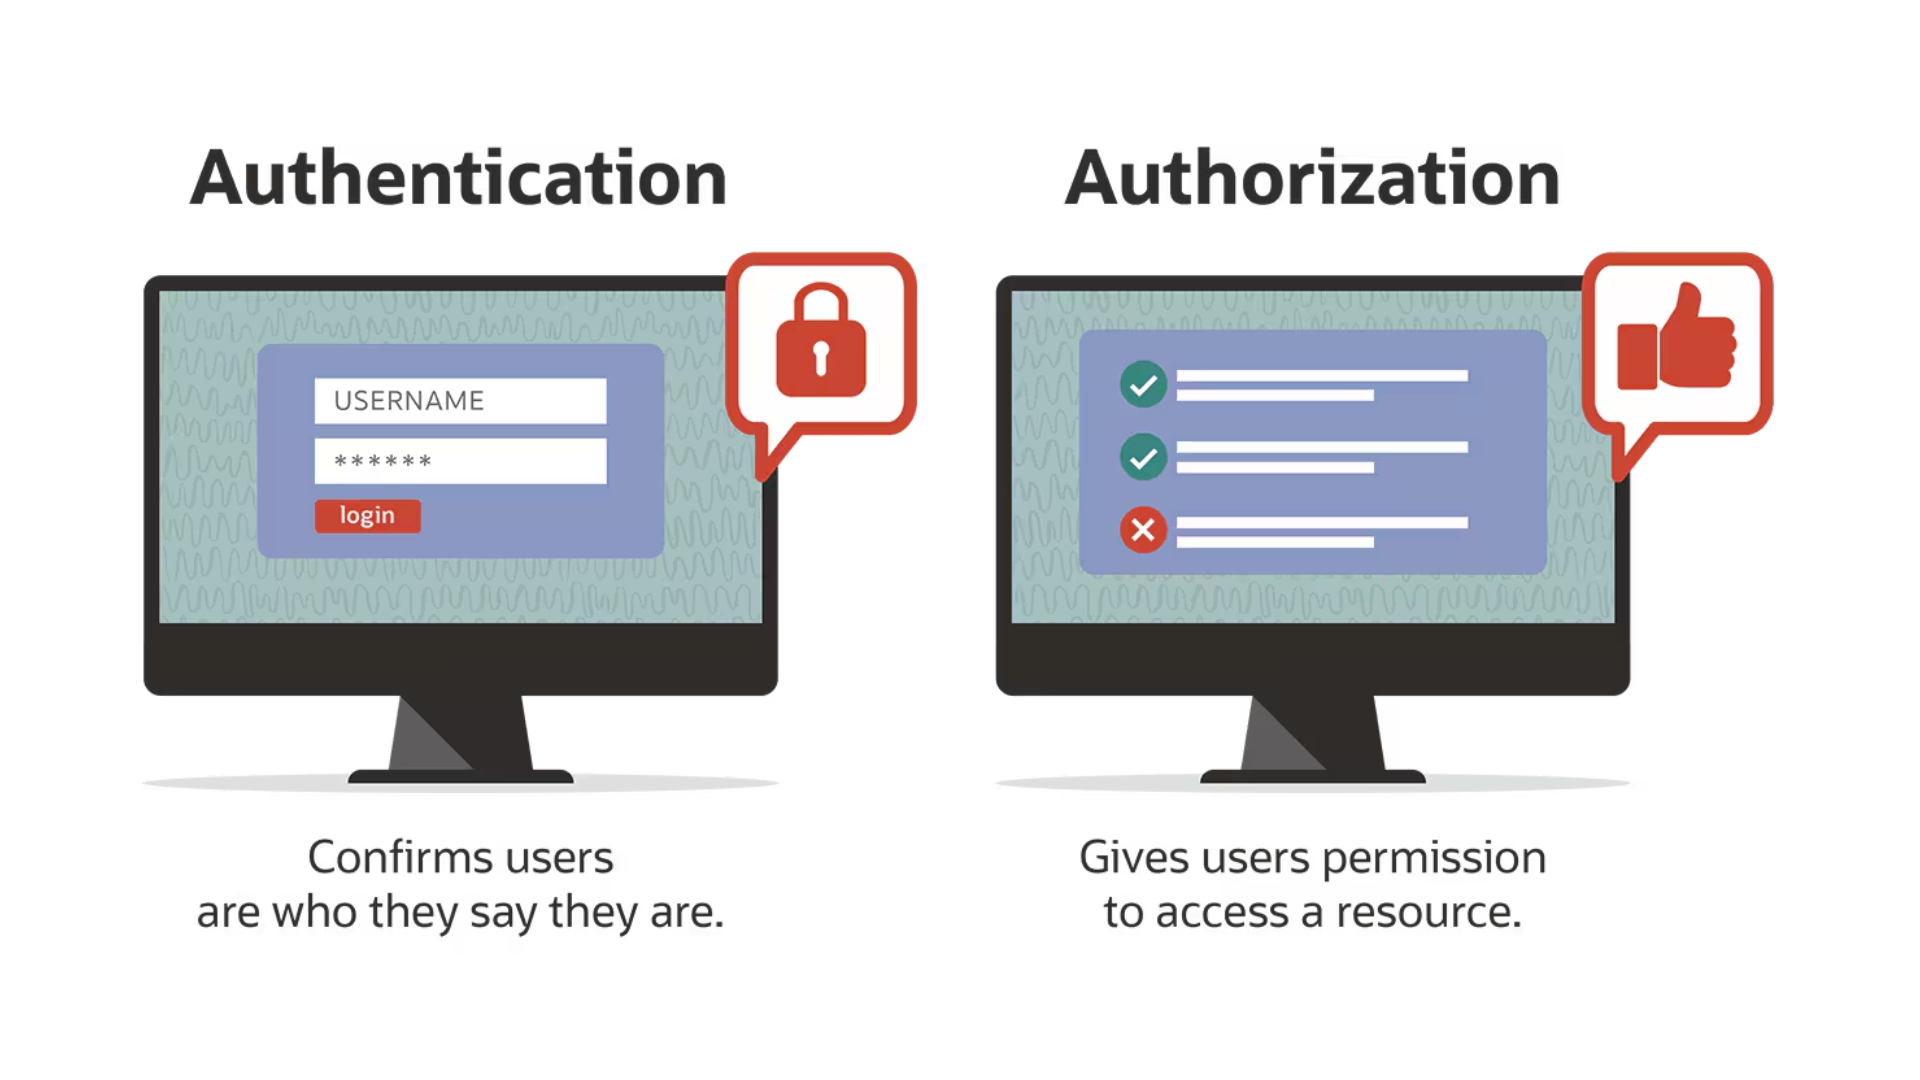 Authentication
USERNAME
******
login
Confirms users
are who they say they are.
Authorization
Gives users permission
to access a resource.